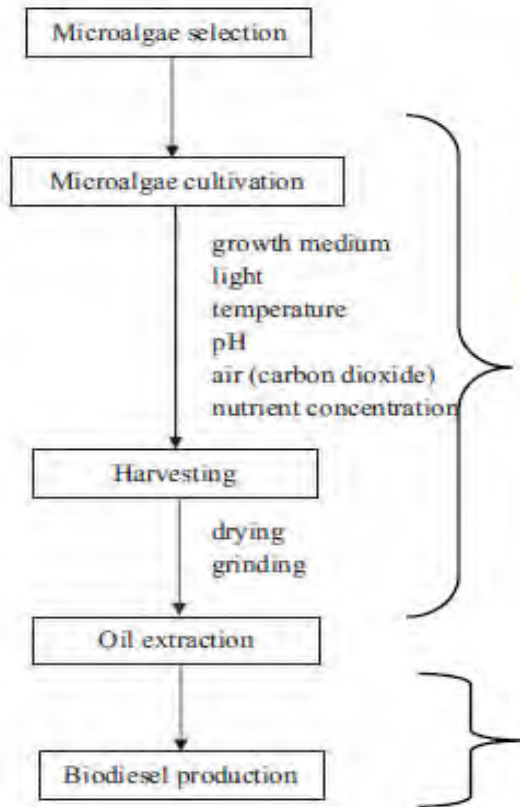 Microalgae selection
Microalgae cultivation
growth medium
light
temperature
pH
air (carbon dioxide)
nutrient concentration
Harvesting
drying
grinding
Oil extraction
Biodiesel production